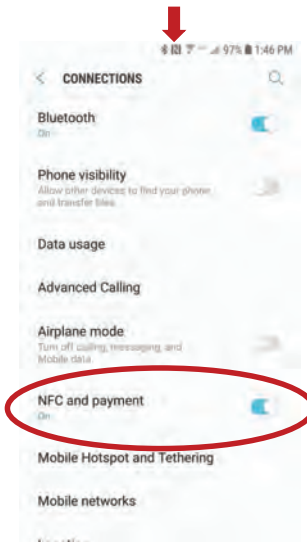 97% 1:46 PM
CONNECTIONS
Bluetooth
On
Phone visibility
Allow other devices to find your phone
and transfer files.
Data usage
Advanced Calling
Airplane mode
Turn off calling, messaging, and
Mobile data.
NFC and payment
On
Mobile Hotspot and Tethering
Mobile networks